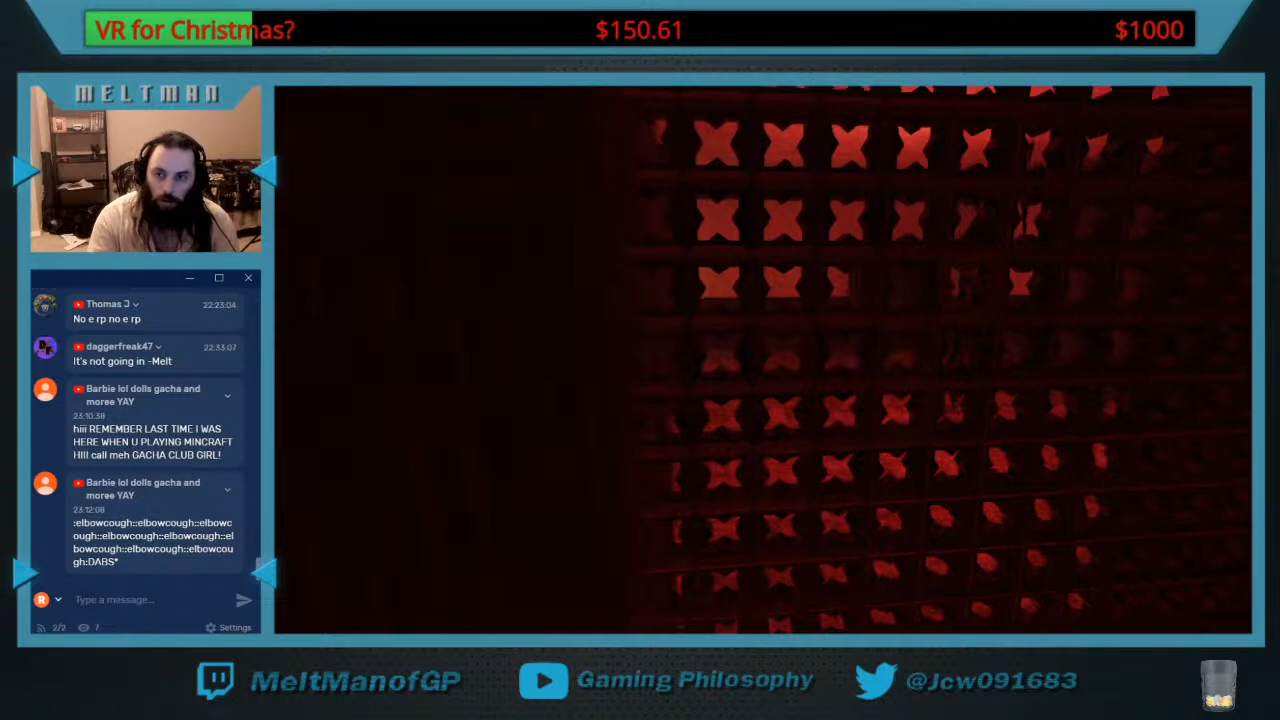 VR for Christmas?
$150.61
$1000
MELTMAN
Thomas J
22:23:04
No e rp no e rp
daggerfreak47
22:33:07
It's not going in -Melt
Barbie lol dolls gacha and
moree YAY
23:10:38
hiii REMEMBER LAST TIME I WAS
HERE WHEN U PLAYING MINCRAFT
HIII call meh GACHA CLUB GIRL!
Barbie lol dolls gacha and
moree YAY
23:12:08
:elbowcough::elbowcough::elbowc
ough::elbowcough::elbowcough::el
bowcough::elbowcough::elbowcou
gh:DABS*
R
Type a message...
2/2
7
Settings
MeltManofGP
Gaming Philosophy
@Jcw091683